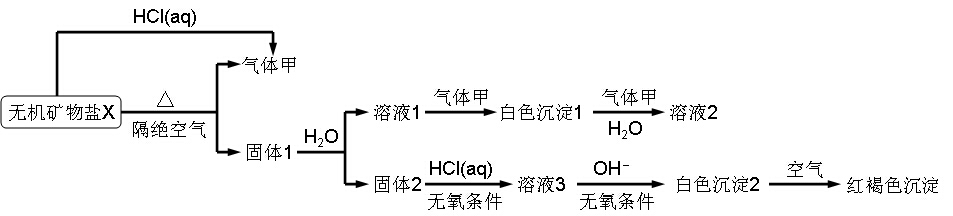 HCl(aq)
气体甲
无机矿物盐X
△
隔绝空气
固体1
H₂O
溶液1
气体甲
白色沉淀1
气体甲
H₂O
溶液2
固体2
HCl(aq)
无氧条件
溶液3
OH⁻
无氧条件
白色沉淀2
空气
红褐色沉淀